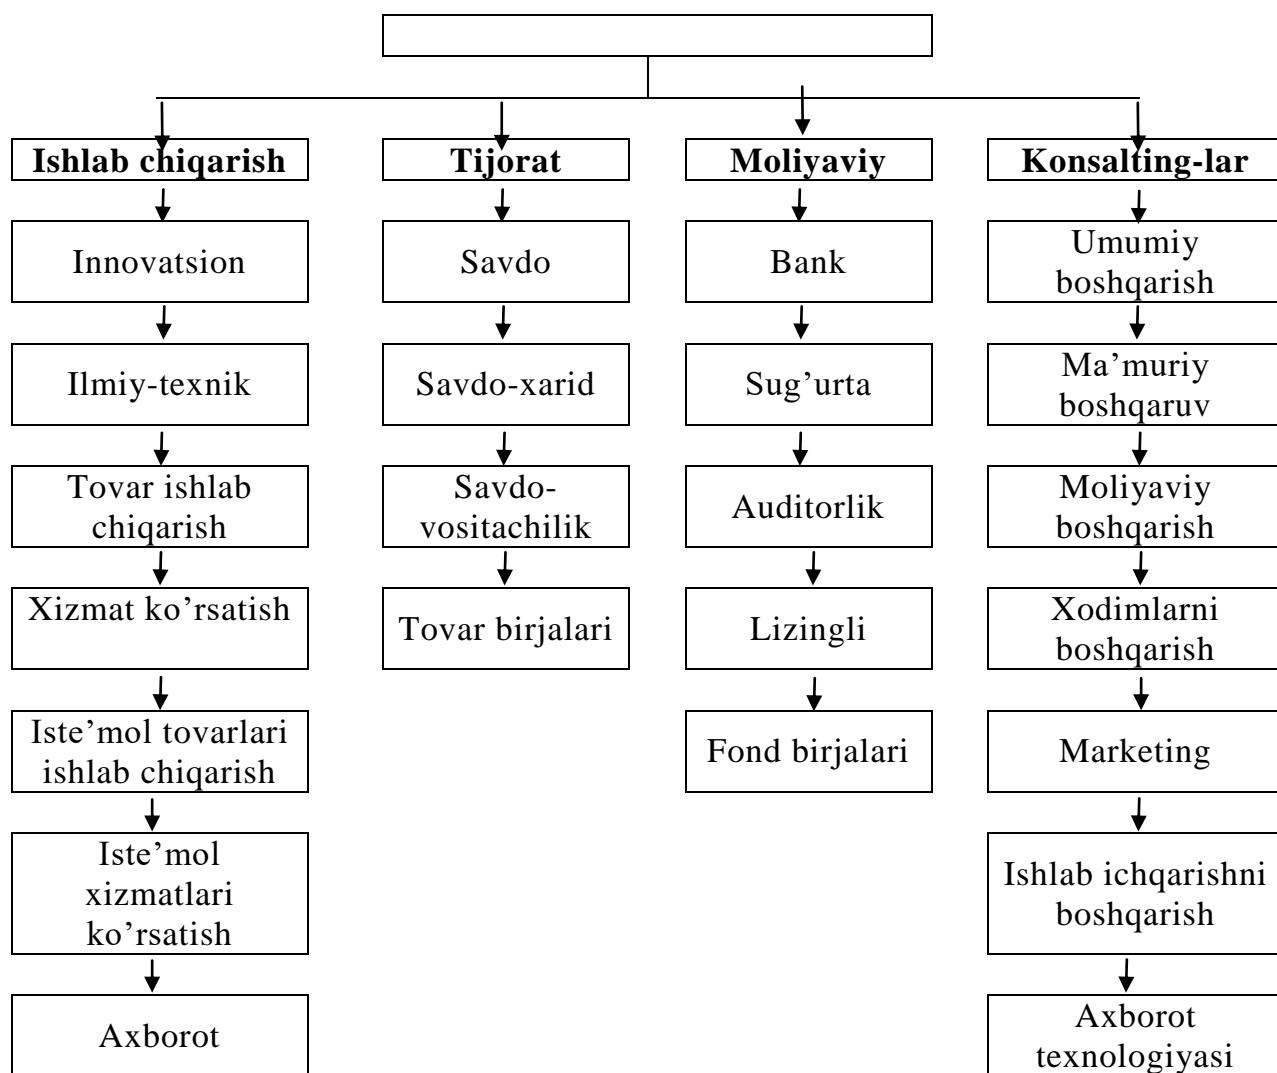 Ishlab chiqarish
Tijorat
Moliyaviy
Konsalting-lar
Innovatsion
Savdo
Bank
Umumiy
boshqarish
Ilmiy-texnik
Savdo-xarid
Sug’urta
Ma’muriy
boshqaruv
Tovar ishlab
chiqarish
Savdo-
vositachilik
Auditorlik
Moliyaviy
boshqarish
Xizmat ko’rsatish
Tovar birjalari
Lizingli
Xodimlarni
boshqarish
Iste’mol tovarlari
ishlab chiqarish
Fond birjalari
Marketing
Iste’mol
xizmatlari
ko’rsatish
Ishlab ichqarishni
boshqarish
Axborot
Axborot
texnologiyasi